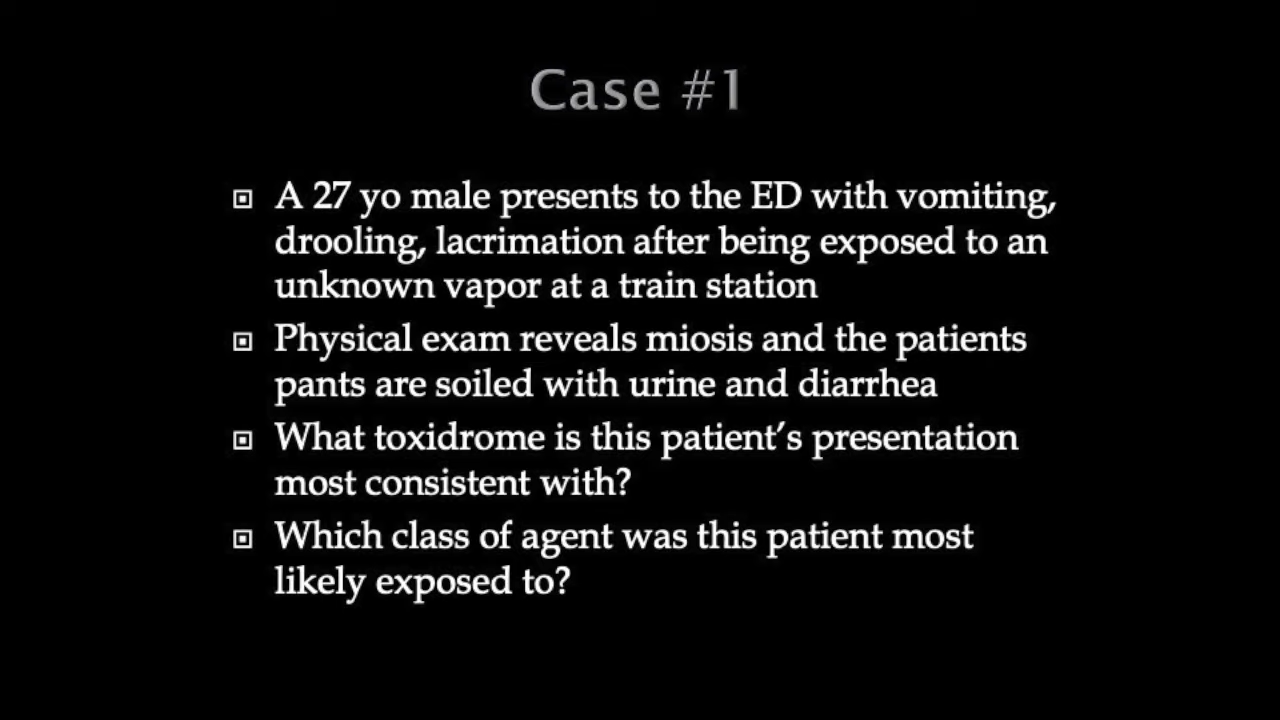 Case #1
A 27 yo male presents to the ED with vomiting,
drooling, lacrimation after being exposed to an
unknown vapor at a train station
Physical exam reveals miosis and the patients
pants are soiled with urine and diarrhea
What toxidrome is this patient’s presentation
most consistent with?
Which class of agent was this patient most
likely exposed to?